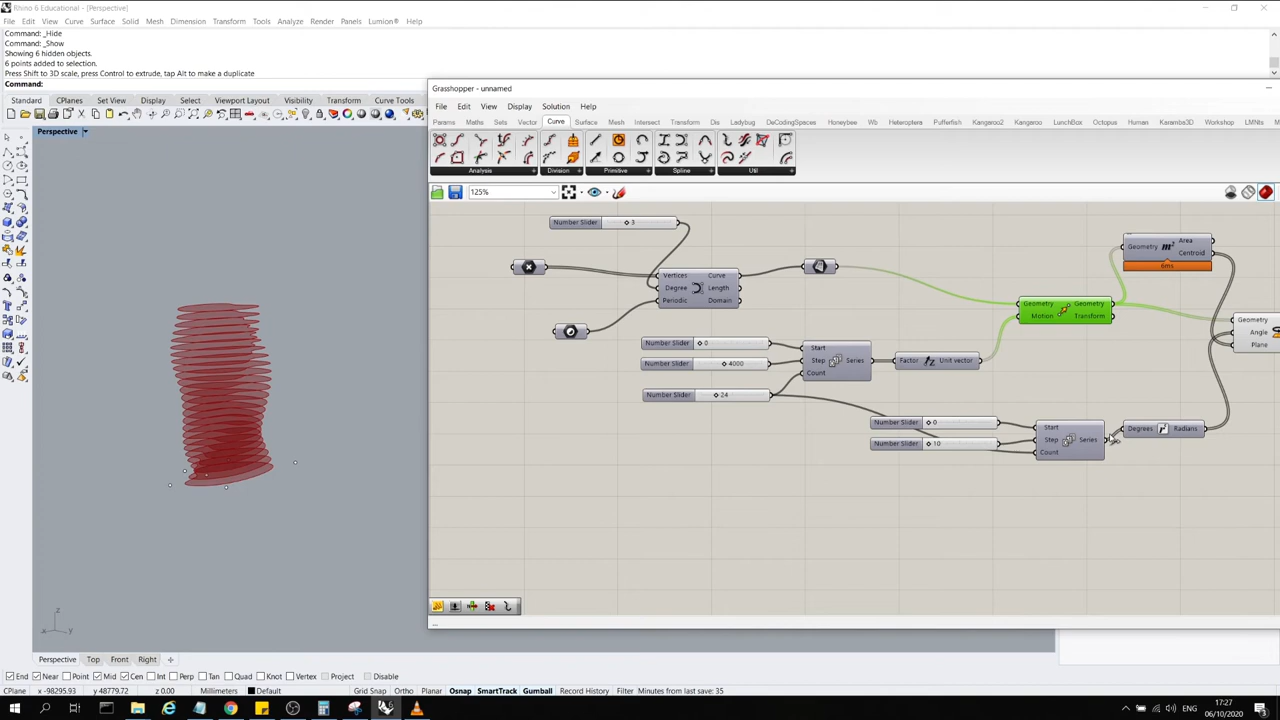 Rhino 6 Educational - [Perspective]
File Edit View Curve Surface Solid Mesh Dimension Transform Tools Analyze Render Panels Lumion® Help
Command: _Hide
Command: _Show
Showing 6 hidden objects.
6 points added to selection.
Press Shift to 3D scale, press Control to extrude, tap Alt to make a duplicate
Command:
Standard CPlanes Set View Display Select Viewport Layout Visibility Transform Curve Tools
Perspective
Grasshopper - unnamed
File Edit View Display Solution Help
Params Maths Sets Vector Curve Surface Mesh Intersect Transform Dis Ladybug DeCodingSpaces Honeybee Wb Heteroptera Pufferfish Kangaroo2 Kangaroo LunchBox Octopus Human Karamba3D Workshop LMNts
Analysis + Division + Primitive + Spline + Util +
125%
Number Slider 3
Vertices Curve
Degree Length
Periodic Domain
Geometry Area
Centroid
6ms
Geometry Geometry
Motion Transform
Geometry
Angle
Plane
Number Slider 0
Number Slider 4000
Number Slider 24
Start
Step Series
Count
Factor Unit vector
Number Slider 0
Number Slider 10
Start
Step Series
Count
Degrees Radians
...
z
x y
Perspective Top Front Right
End Near Point Mid Cen Int Perp Tan Quad Knot Vertex Project Disable
CPlane x -98295.93 y 48779.72 z 0.00 Millimeters Default Grid Snap Ortho Planar Osnap SmartTrack Gumball Record History Filter Minutes from last save: 35
ENG
17:27
06/10/2020
3